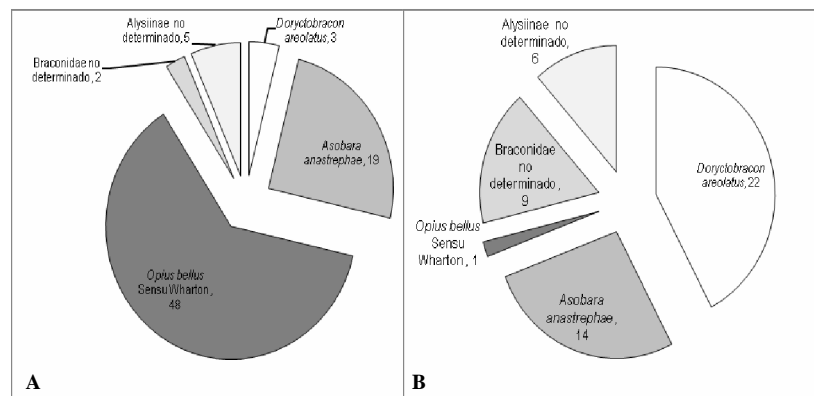 Alysiinae no
determinado,5
Doryctobracon
areolatus,3
Braconidae no
determinado, 2
Asobara
anastrephae, 19
Opius bellus
Sensu Wharton,
48
A
Alysiinae no
determinado,
6
Braconidae
no
determinado,
9
Doryctobracon
areolatus, 22
Opius bellus
Sensu
Wharton, 1
Asobara
anastrephae,
14
B